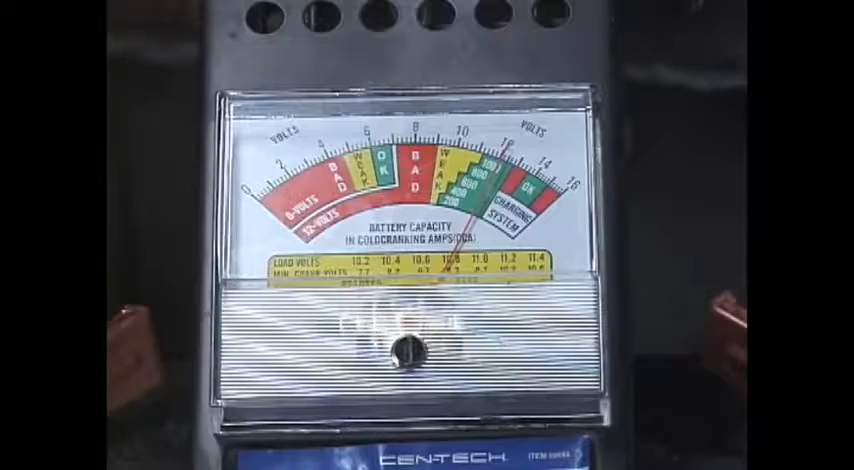 VOLTS
VOLTS
0 2 4 6 8 10 12 14 16
BAD
WEAK
OK
BAD
WEAK
1000
800
600
400
200
OK
6-VOLTS
12-VOLTS
CHARGING
SYSTEM
BATTERY CAPACITY
IN COLDCRANKING AMPS(CCA)
LOAD VOLTS 10.2 10.4 10.6 10.8 11.0 11.2 11.4
MIN. CRANK VOLTS
CEN-TECH
ITEM